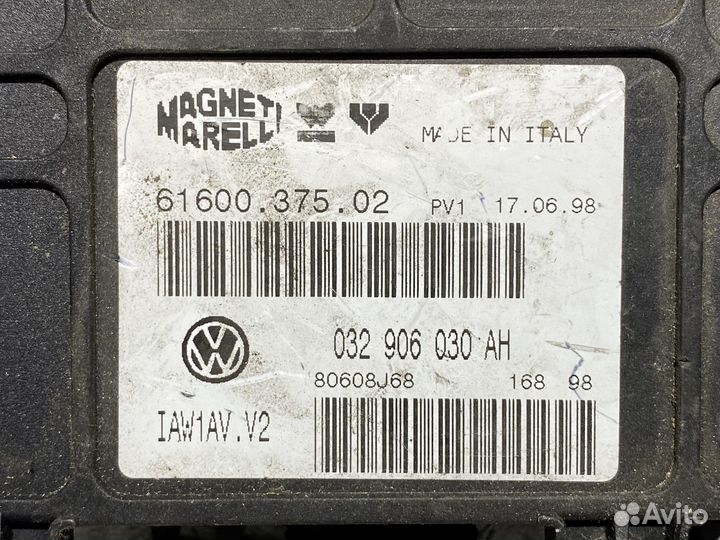 MAGNETI
MARELLI
MADE IN ITALY
61600.375.02 PV1 17.06.98
032 906 030 AH
80608J68 168 98
IAW1AV.V2
Avito